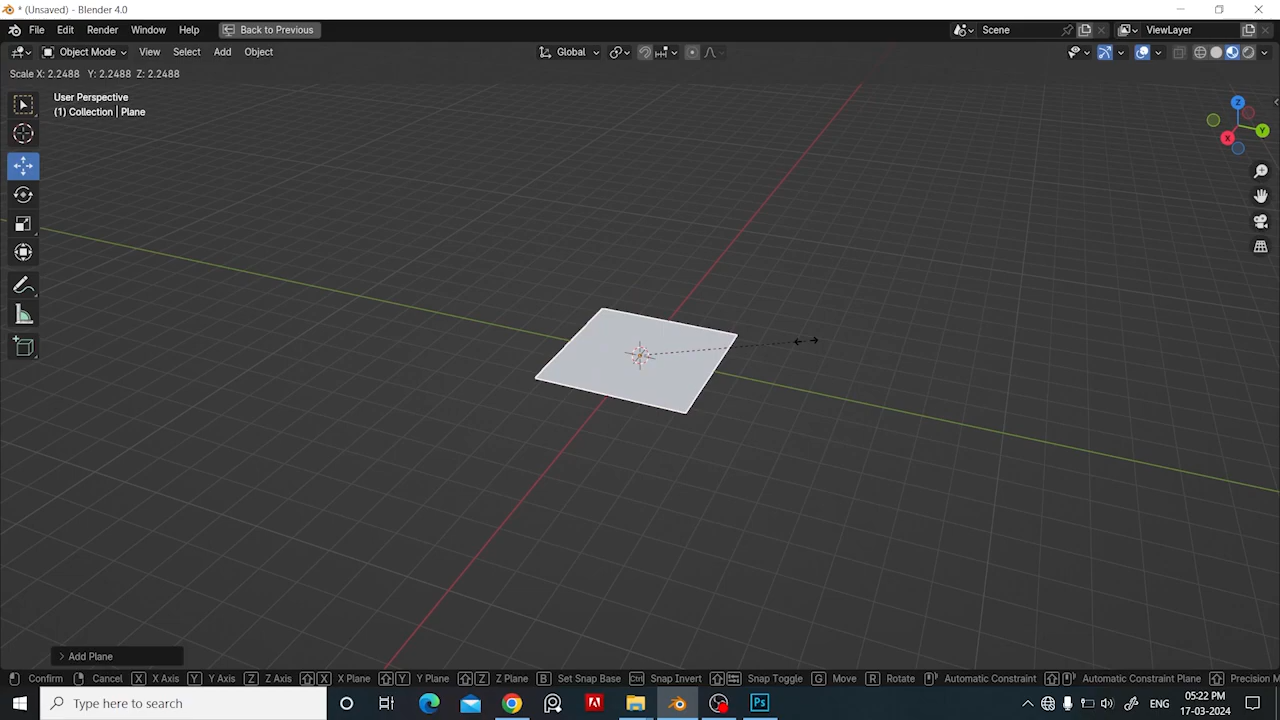 * (Unsaved) - Blender 4.0
File Edit Render Window Help Back to Previous Scene ViewLayer
Object Mode View Select Add Object Global
Scale X: 2.2488 Y: 2.2488 Z: 2.2488
User Perspective
(1) Collection | Plane
Z
Y
X
> Add Plane
Confirm Cancel X X Axis Y Y Axis Z Z Axis X X Plane Y Y Plane Z Z Plane B Set Snap Base Ctrl Snap Invert Snap Toggle G Move R Rotate Automatic Constraint Automatic Constraint Plane Precision M
Type here to search Ps ENG 05:22 PM
17-03-2024